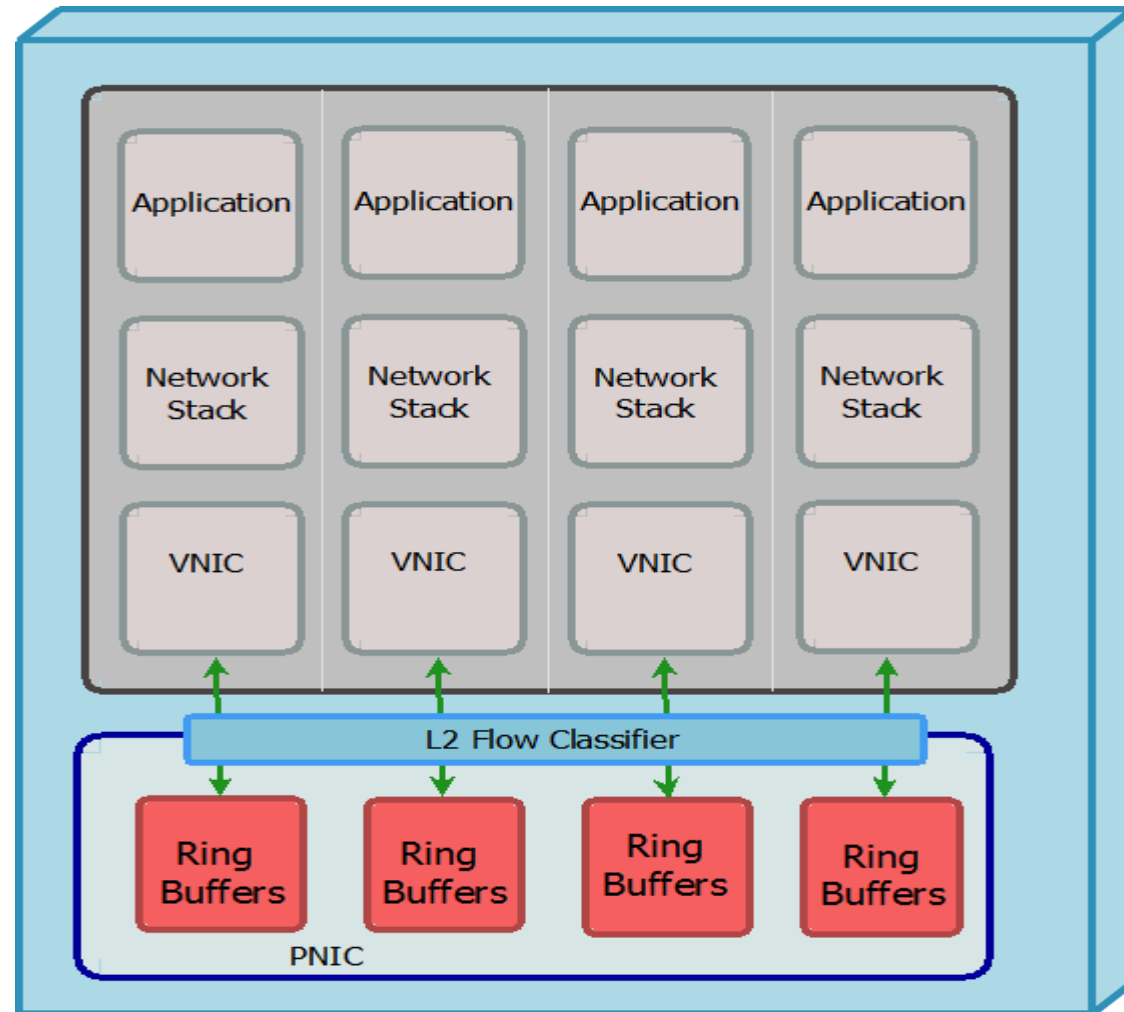 Application
Application
Application
Application
Network
Stack
Network
Stack
Network
Stack
Network
Stack
VNIC
VNIC
VNIC
VNIC
L2 Flow Classifier
Ring
Buffers
Ring
Buffers
Ring
Buffers
Ring
Buffers
PNIC